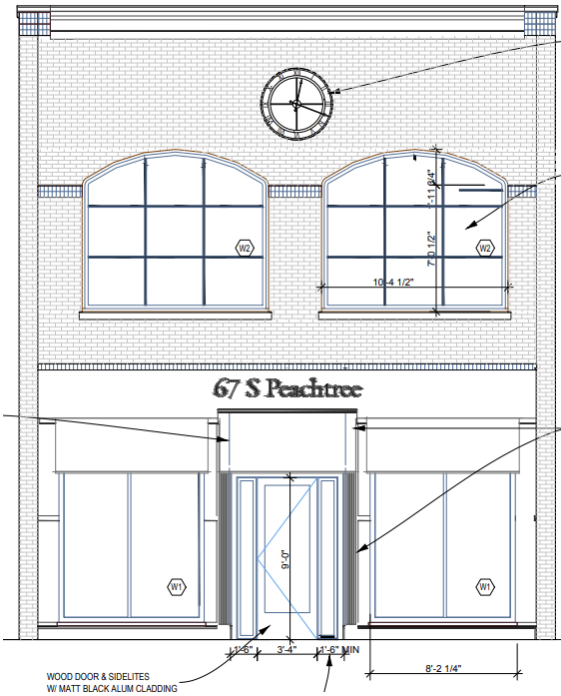 W2
W2
1'-11 3/4"
7'0 1/2"
10'-4 1/2"
67 S Peachtree
9'-0"
W1
W1
1'-6"
3'-4"
1'-6" MIN
8'-2 1/4"
WOOD DOOR & SIDELITES
W/ MATT BLACK ALUM CLADDING